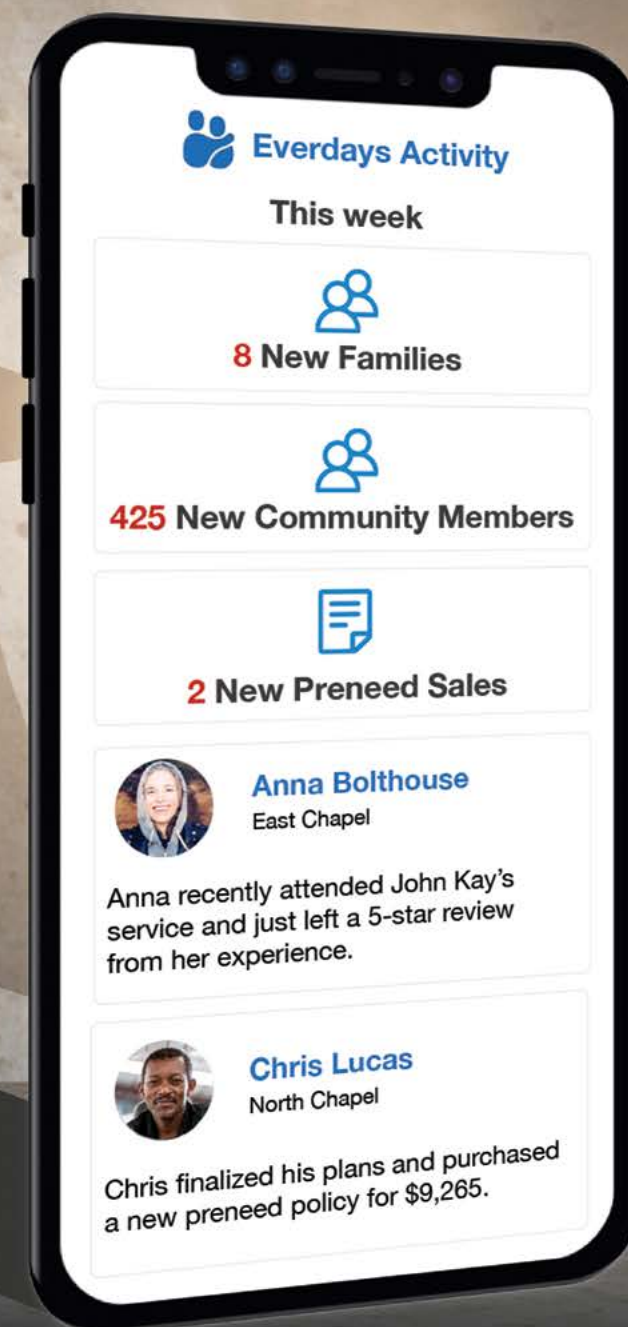 Everdays Activity
This week
8 New Families
425 New Community Members
2 New Preneed Sales
Anna Bolthouse
East Chapel
Anna recently attended John Kay's
service and just left a 5-star review
from her experience.
Chris Lucas
North Chapel
Chris finalized his plans and purchased
a new preneed policy for $9,265.